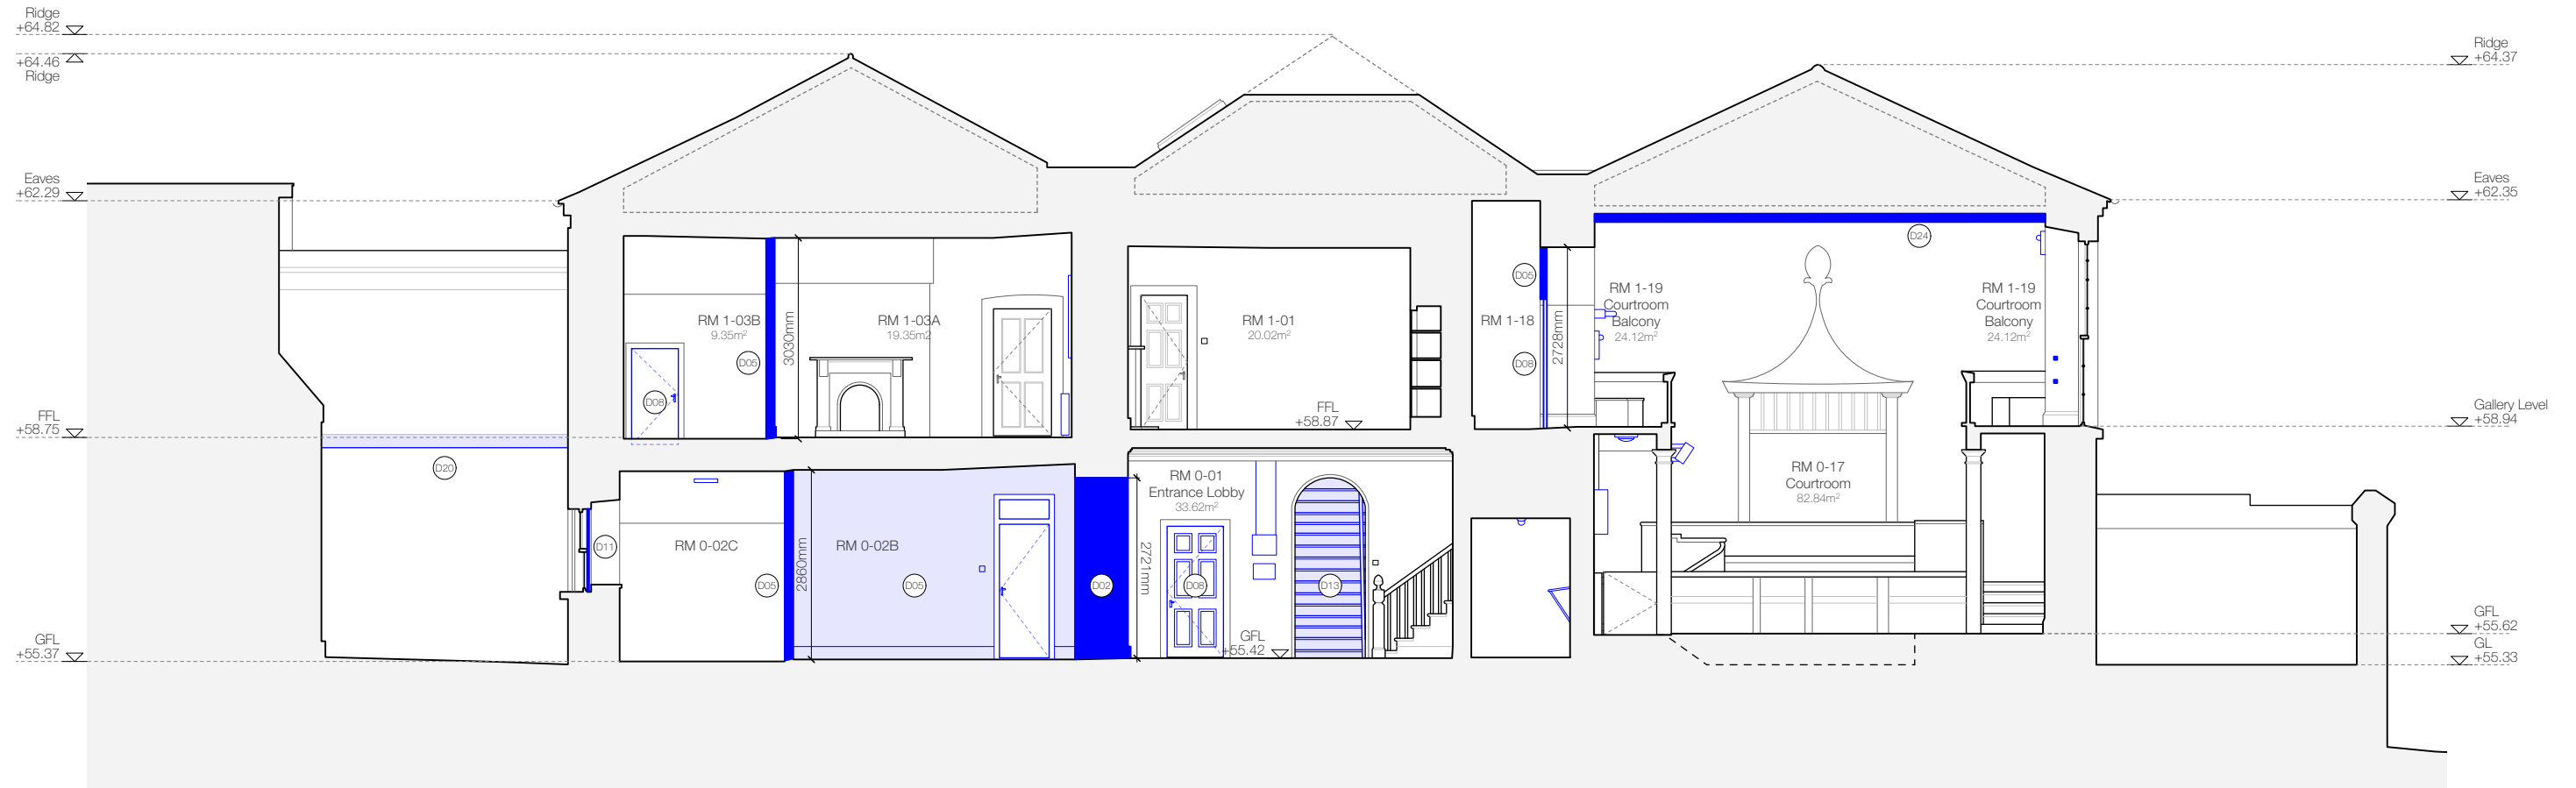 Ridge
+64.82
+64.46
Ridge
Eaves
+62.29
FFL
+58.75
GFL
+55.37
Ridge
+64.37
Eaves
+62.35
Gallery Level
+58.94
GFL
+55.62
GL
+55.33
RM 1-03B
9.35m²
D05
D08
3030mm
RM 1-03A
19.35m2
RM 1-01
20.02m²
FFL
+58.87
RM 1-18
D05
D08
2728mm
RM 1-19
Courtroom
Balcony
24.12m²
D24
RM 1-19
Courtroom
Balcony
24.12m²
D20
D11
RM 0-02C
D05
2860mm
RM 0-02B
D05
D02
2721mm
RM 0-01
Entrance Lobby
33.62m²
D08
D13
GFL
+55.42
RM 0-17
Courtroom
82.84m²